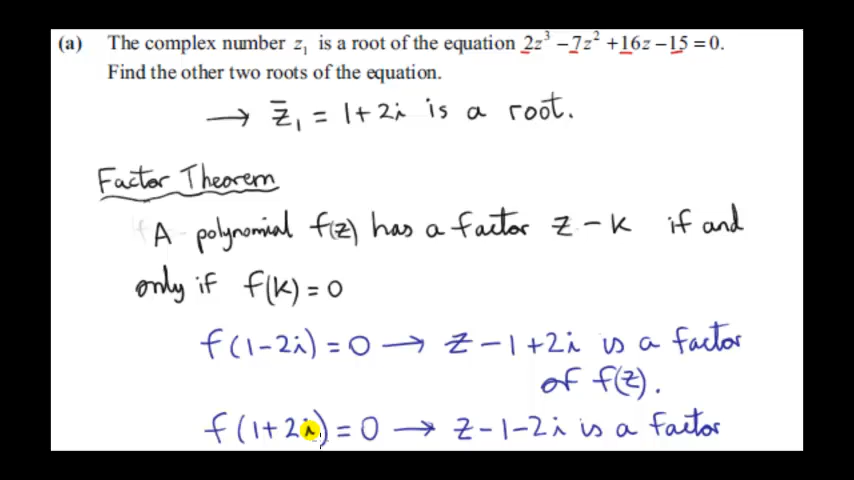 (a) The complex number z₁ is a root of the equation 2z³ − 7z² + 16z − 15 = 0.
Find the other two roots of the equation.
→ z̄₁ = 1 + 2i is a root.
Factor Theorem
A polynomial f(z) has a factor z − k if and
only if f(k) = 0
f(1−2i) = 0 → z − 1 + 2i is a factor
of f(z).
f(1+2i) = 0 → z − 1 − 2i is a factor